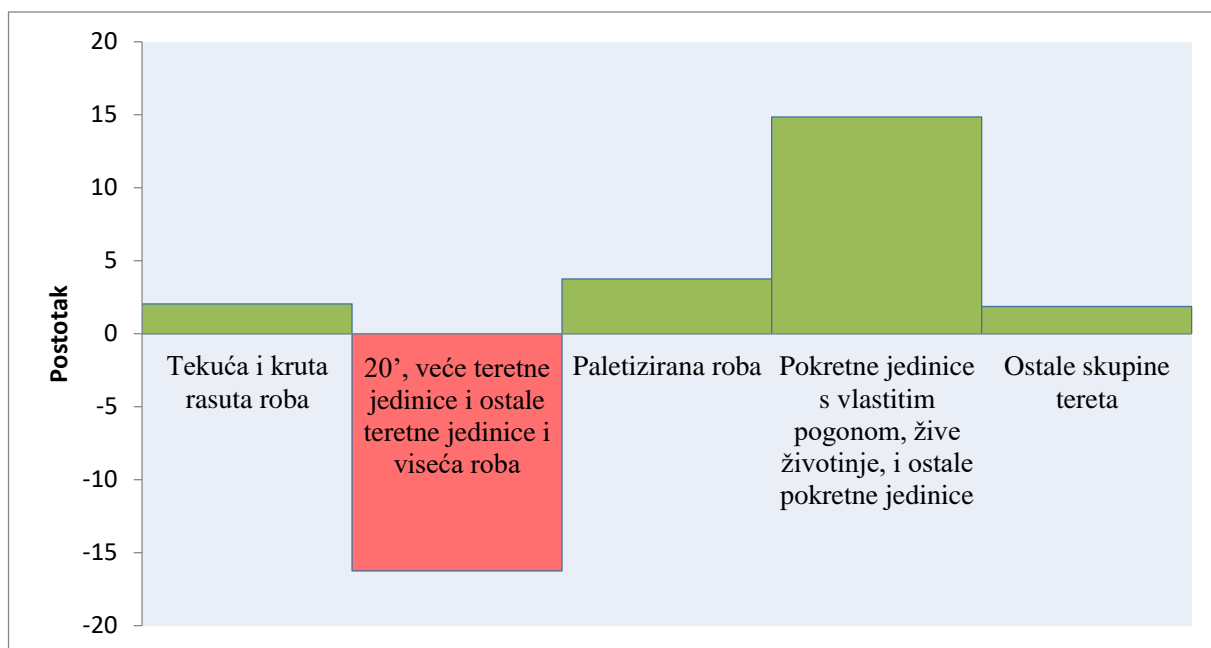 20
15
10
5
0
-5
-10
-15
-20
Postotak
Tekuća i kruta
rasuta roba
20’, veće teretne
jedinice i ostale
teretne jedinice i
viseća roba
Paletizirana roba
Pokretne jedinice
s vlastitim
pogonom, žive
životinje, i ostale
pokretne jedinice
Ostale skupine
tereta